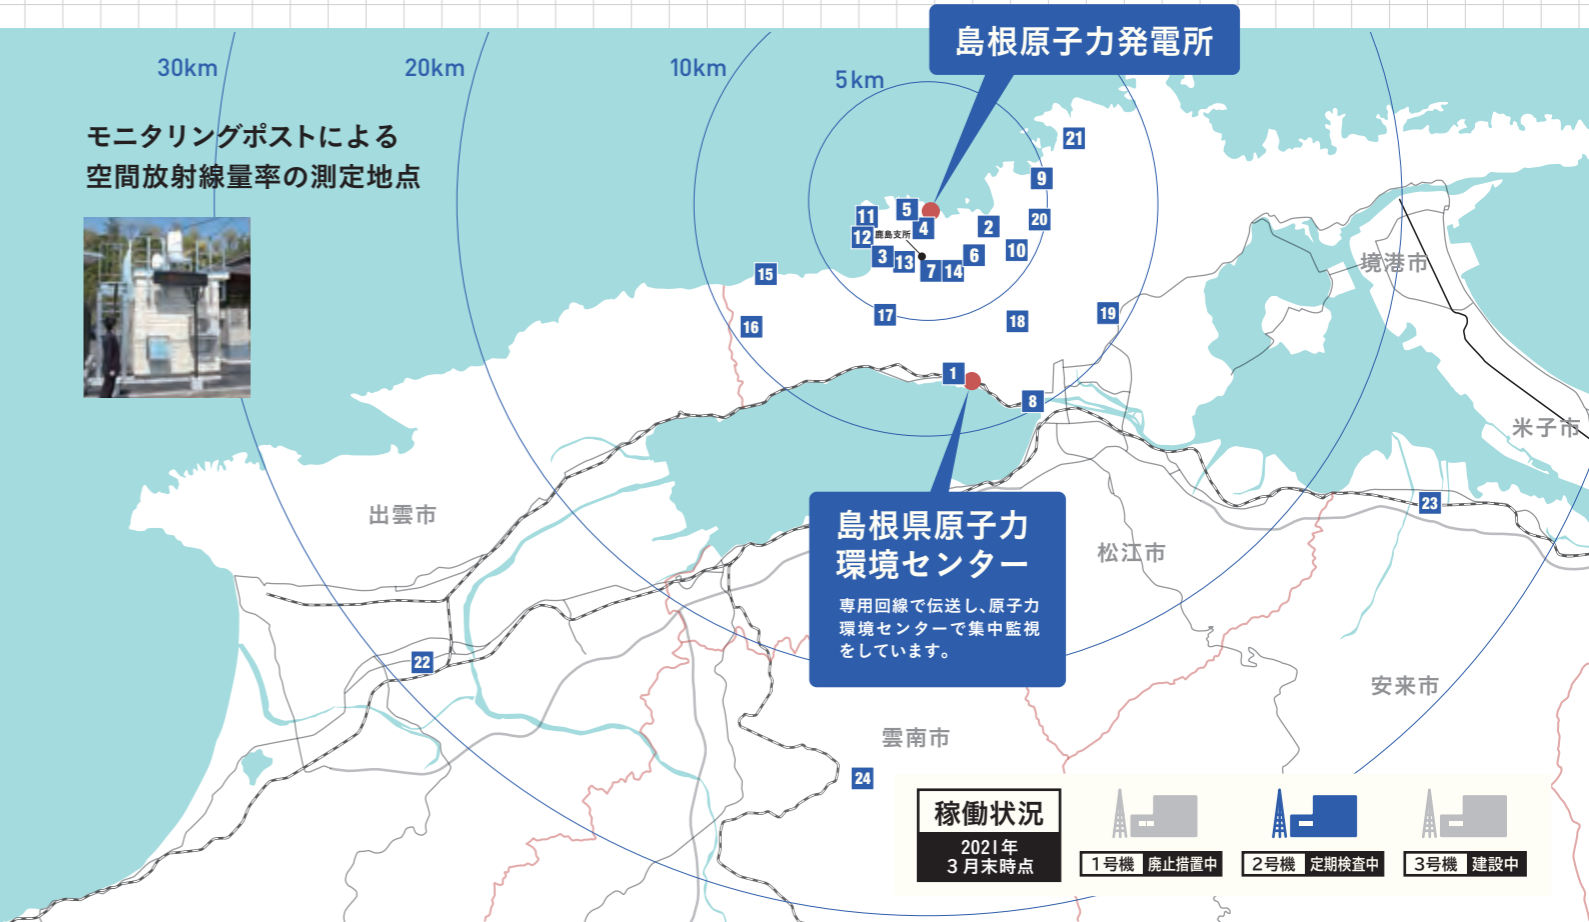 島根原子力発電所
30km
20km
10km
5km
モニタリングポストによる
空間放射線量率の測定地点
21
9
5
11
20
4
2
12
鹿島支所
10
3
13
6
7
14
15
境港市
16
17
18
19
1
8
米子市
23
出雲市
島根県原子力
環境センター
専用回線で伝送し、原子力
環境センターで集中監視
をしています。
松江市
22
安来市
雲南市
24
稼働状況
2021年
3月末時点
1号機 廃止措置中
2号機 定期検査中
3号機 建設中